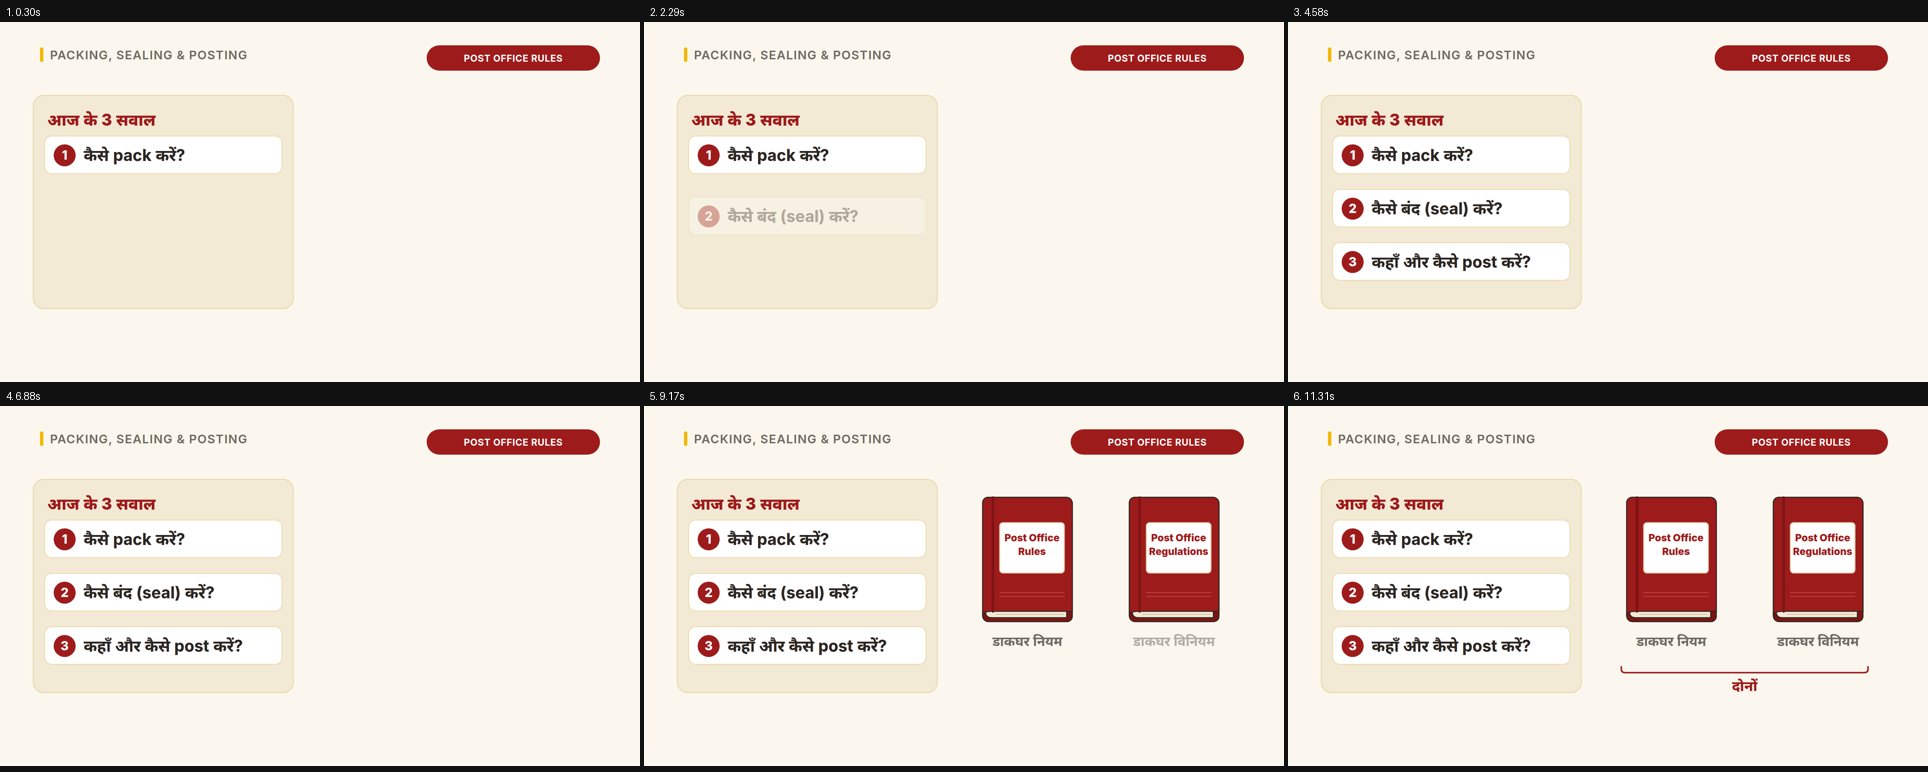 1. 0.30s
PACKING, SEALING & POSTING
POST OFFICE RULES
आज के 3 सवाल
1 कैसे pack करें?
2. 2.29s
PACKING, SEALING & POSTING
POST OFFICE RULES
आज के 3 सवाल
1 कैसे pack करें?
2 कैसे बंद (seal) करें?
3. 4.58s
PACKING, SEALING & POSTING
POST OFFICE RULES
आज के 3 सवाल
1 कैसे pack करें?
2 कैसे बंद (seal) करें?
3 कहाँ और कैसे post करें?
4. 6.88s
PACKING, SEALING & POSTING
POST OFFICE RULES
आज के 3 सवाल
1 कैसे pack करें?
2 कैसे बंद (seal) करें?
3 कहाँ और कैसे post करें?
5. 9.17s
PACKING, SEALING & POSTING
POST OFFICE RULES
आज के 3 सवाल
1 कैसे pack करें?
2 कैसे बंद (seal) करें?
3 कहाँ और कैसे post करें?
Post Office
Rules
डाकघर नियम
Post Office
Regulations
डाकघर विनियम
6. 11.31s
PACKING, SEALING & POSTING
POST OFFICE RULES
आज के 3 सवाल
1 कैसे pack करें?
2 कैसे बंद (seal) करें?
3 कहाँ और कैसे post करें?
Post Office
Rules
डाकघर नियम
Post Office
Regulations
डाकघर विनियम
दोनों